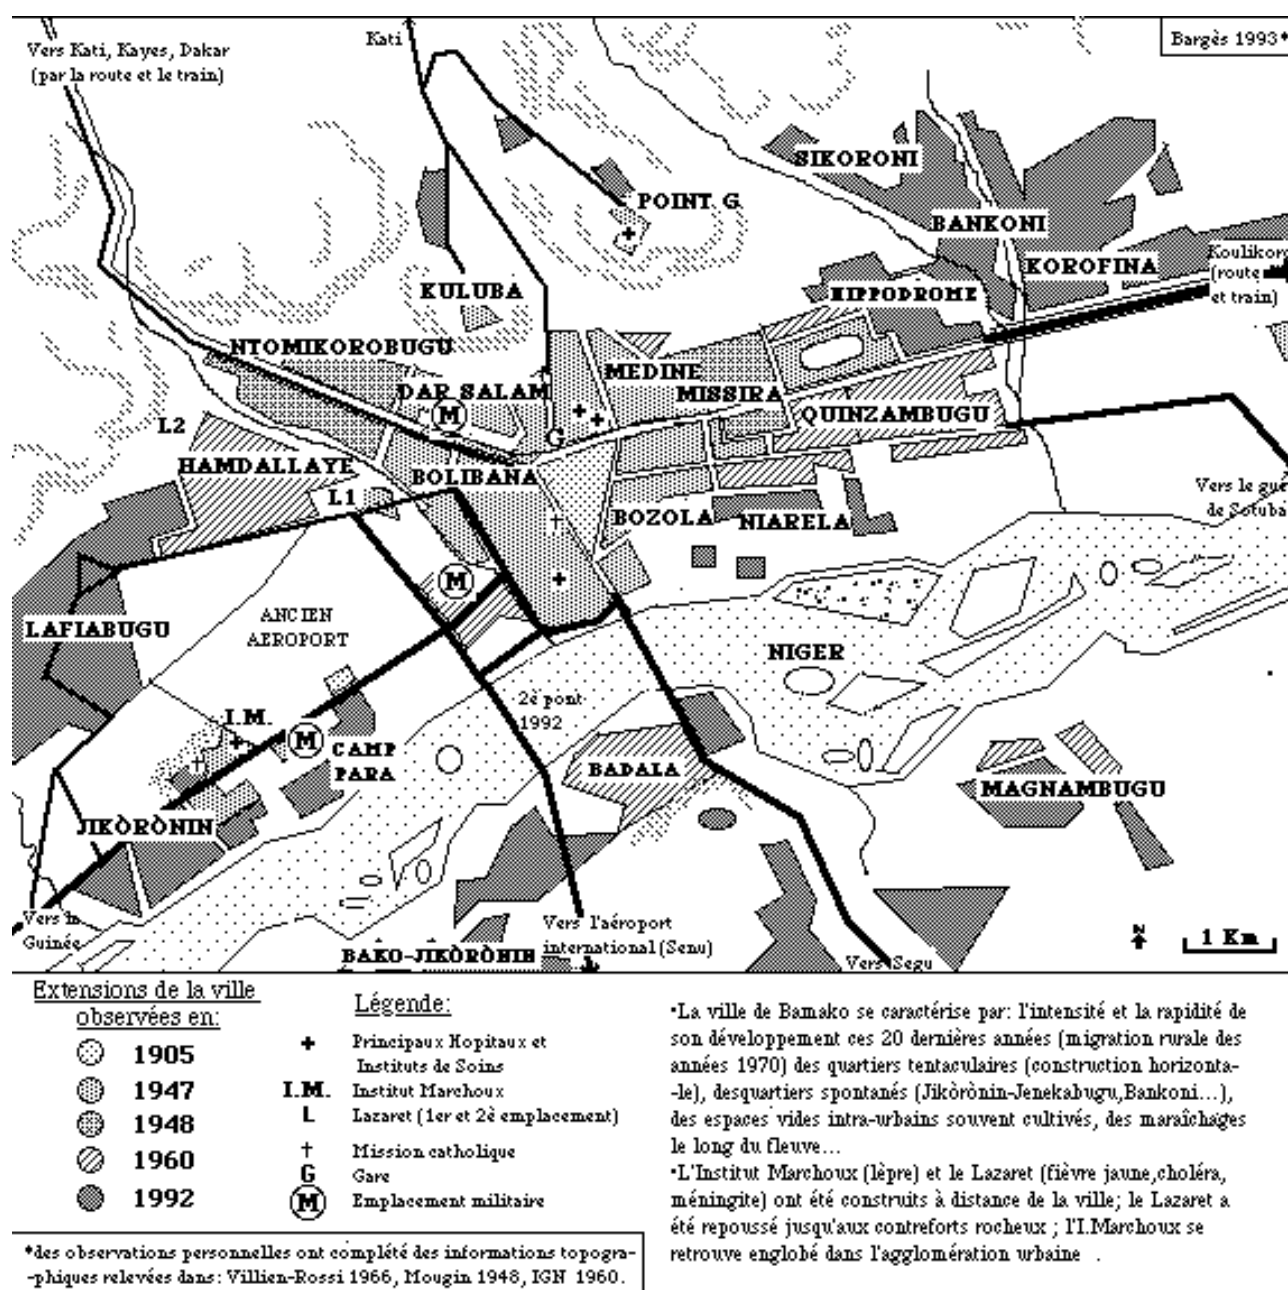 Vers Kati, Kayes, Dakar
(par la route et le train)
Kati
Bargès 1993*
SIKORONI
POINT G.
BANKONI
KOROFINA
Koulikoro
(route
et train)
KULUBA
HIPPODROME
NTOMIKOROBUGU
MEDINE
DAR SALAM
MISSIRA
M
QUINZAMBUGU
L2
G
HAMDALLAYE
BOLIBANA
L1
Vers le gué
de Sotuba
BOZOLA
NIARELA
M
ANCIEN
AEROPORT
LAFIABUGU
NIGER
2è pont
1992
I.M.
M
CAMP
PARA
BADALA
MAGNAMBUGU
JIKÒRÒNIN
Vers la
Guinée
Vers l'aéroport
international (Senu)
BAKO-JIKÒRÒNIN
Vers Segu
N
1 Km
Extensions de la ville
observées en:
1905
1947
1948
1960
1992
Légende:
Principaux Hopitaux et
Instituts de Soins
I.M. Institut Marchoux
L Lazaret (1er et 2è emplacement)
† Mission catholique
G Gare
M Emplacement militaire
•La ville de Bamako se caractérise par: l'intensité et la rapidité de
son développement ces 20 dernières années (migration rurale des
années 1970) des quartiers tentaculaires (construction horizonta-
-le), desquartiers spontanés (Jikòrònin-Jenekabugu,Bankoni...),
des espaces vides intra-urbains souvent cultivés, des maraîchages
le long du fleuve...
•L'Institut Marchoux (lèpre) et le Lazaret (fièvre jaune,choléra,
méningite) ont été construits à distance de la ville; le Lazaret a
été repoussé jusqu'aux contreforts rocheux ; l'I.Marchoux se
retrouve englobé dans l'agglomération urbaine .
*des observations personnelles ont complété des informations topogra-
-phiques relevées dans: Villien-Rossi 1966, Mougin 1948, IGN 1960.